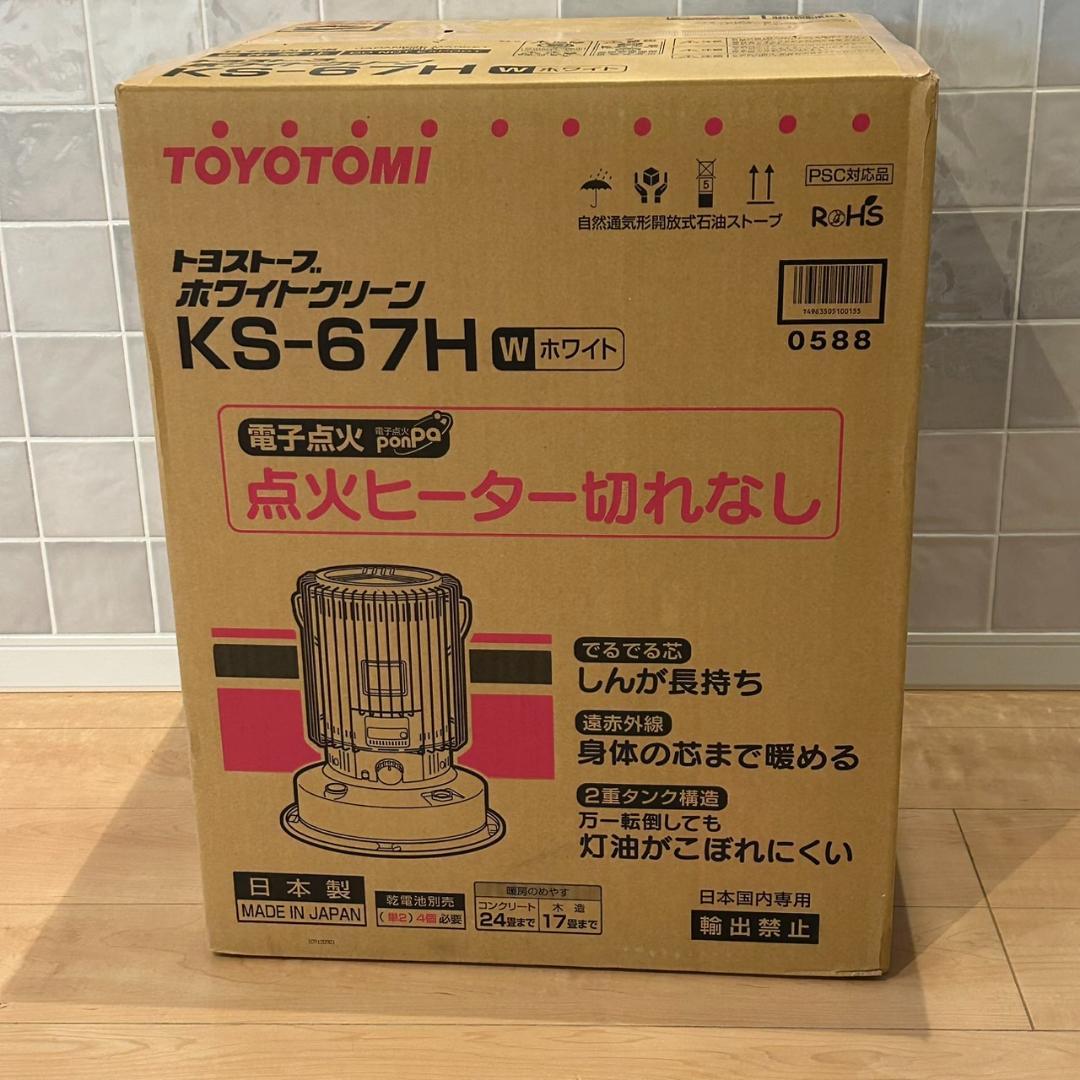 KS-67H W ホワイト
TOYOTOMI
5
PSC対応品
自然通気形開放式石油ストーブ
RoHS
トヨストーブ
ホワイトクリーン
KS-67H W ホワイト
0588
電子点火 電子点火 ponpa
点火ヒーター切れなし
でるでる芯
しんが長持ち
遠赤外線
身体の芯まで暖める
2重タンク構造
万一転倒しても
灯油がこぼれにくい
日本製
MADE IN JAPAN
乾電池別売
(単2)4個必要
暖房のめやす
コンクリート 木造
24畳まで 17畳まで
日本国内専用
輸出禁止